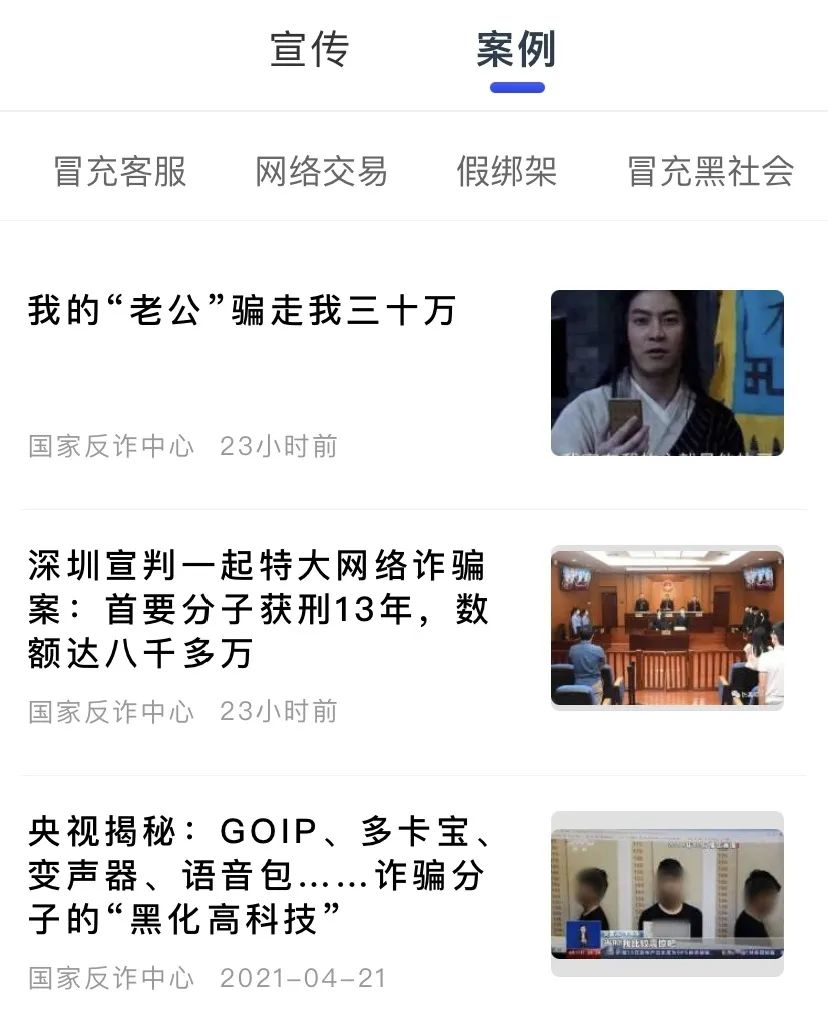 宣传
案例
冒充客服
网络交易
假绑架
冒充黑社会
我的“老公”骗走我三十万
国家反诈中心 23小时前
深圳宣判一起特大网络诈骗
案：首要分子获刑13年，数
额达八千多万
国家反诈中心 23小时前
央视揭秘：GOIP、多卡宝、
变声器、语音包......诈骗分
子的“黑化高科技”
国家反诈中心 2021-04-21